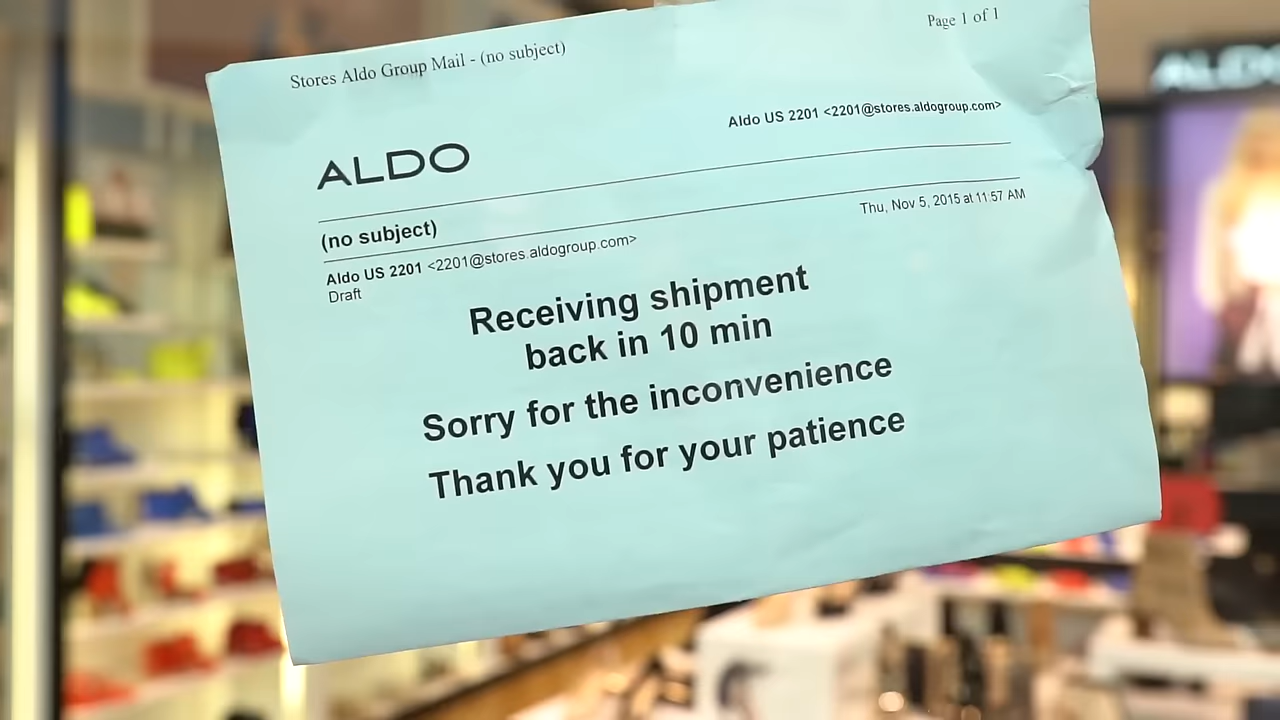 Stores Aldo Group Mail - (no subject)
Page 1 of 1
ALDO
Aldo US 2201 <2201@stores.aldogroup.com>
(no subject)
Aldo US 2201 <2201@stores.aldogroup.com>
Thu, Nov 5, 2015 at 11:57 AM
Draft
Receiving shipment
back in 10 min
Sorry for the inconvenience
Thank you for your patience
ALDO